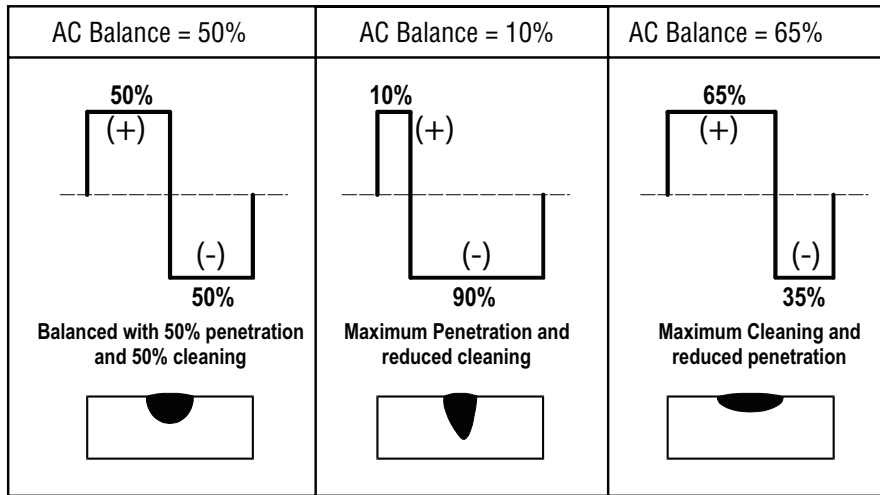 AC Balance = 50%
50%
(+)
(-)
50%
Balanced with 50% penetration
and 50% cleaning
AC Balance = 10%
10%
(+)
(-)
90%
Maximum Penetration and
reduced cleaning
AC Balance = 65%
65%
(+)
(-)
35%
Maximum Cleaning and
reduced penetration